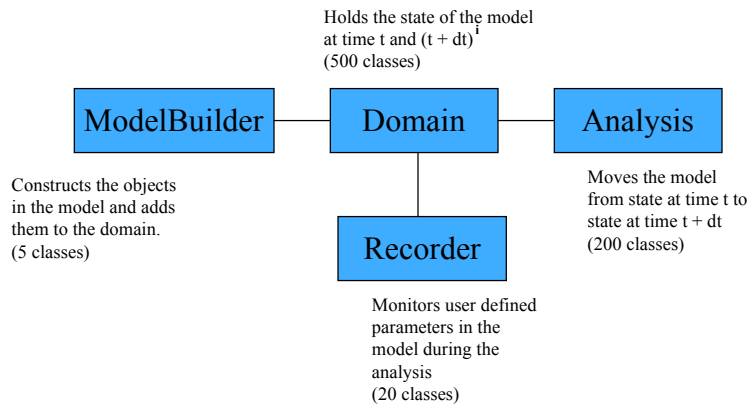 Holds the state of the model
at time t and (t + dt)ⁱ
(500 classes)
ModelBuilder
Domain
Analysis
Constructs the objects
in the model and adds
them to the domain.
(5 classes)
Moves the model
from state at time t to
state at time t + dt
(200 classes)
Recorder
Monitors user defined
parameters in the
model during the
analysis
(20 classes)